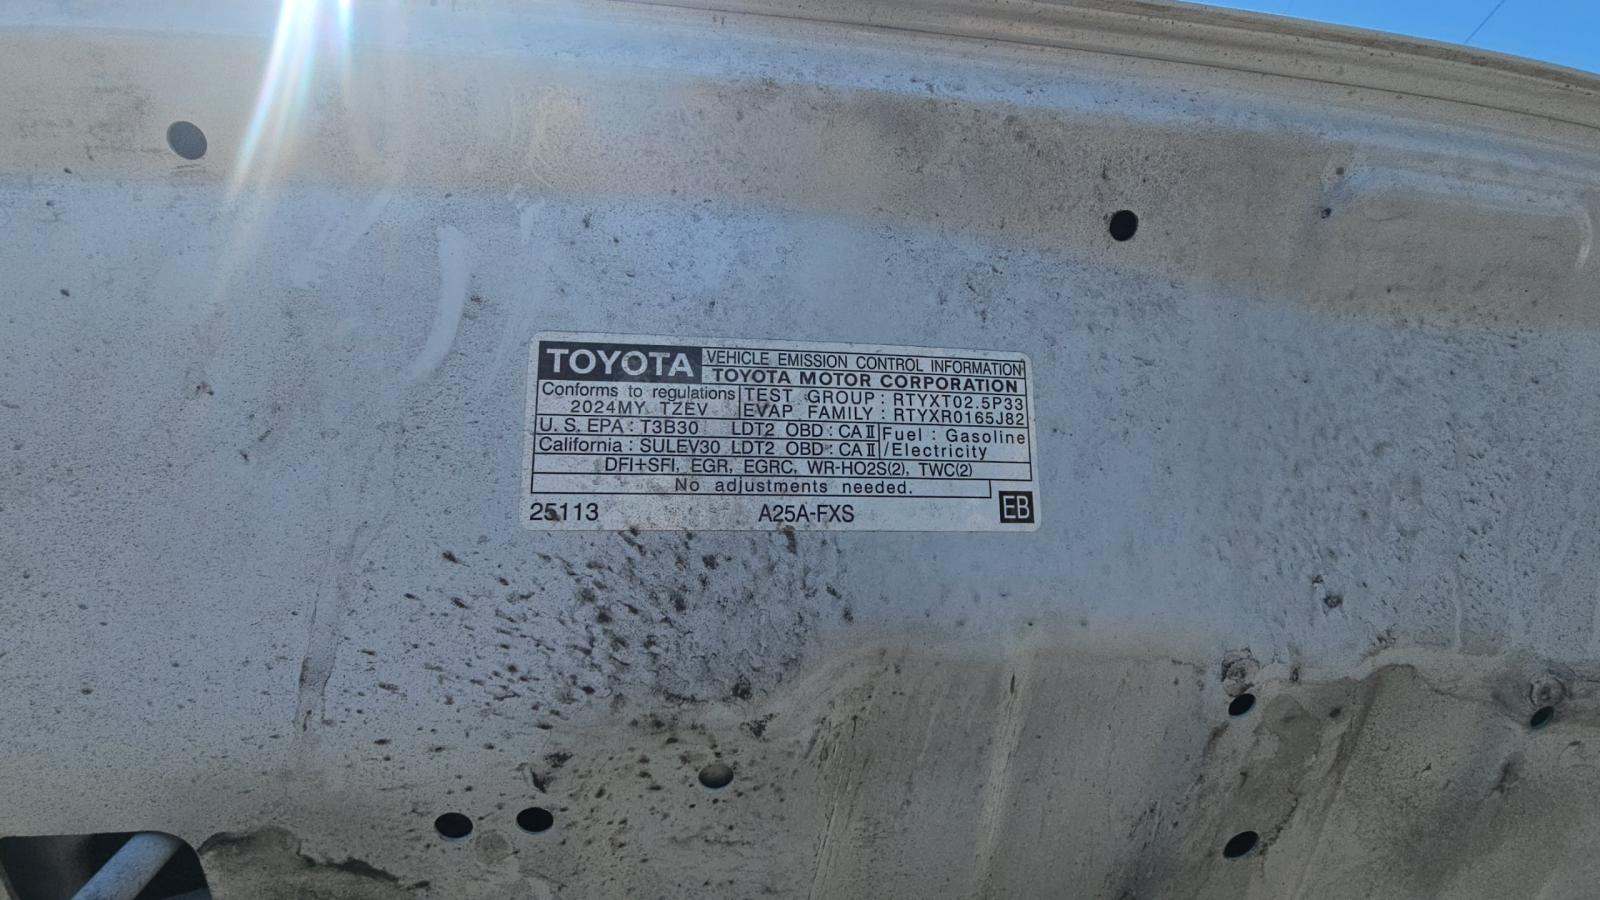 TOYOTA VEHICLE EMISSION CONTROL INFORMATION
TOYOTA MOTOR CORPORATION
Conforms to regulations
2024MY TZEV
TEST GROUP : RTYXT02.5P33
EVAP FAMILY : RTYXR0165J82
U.S. EPA : T3B30 LDT2 OBD : CA II
California : SULEV30 LDT2 OBD : CA II
Fuel : Gasoline
/Electricity
DFI+SFI, EGR, EGRC, WR-HO2S(2), TWC(2)
No adjustments needed.
25113 A25A-FXS EB